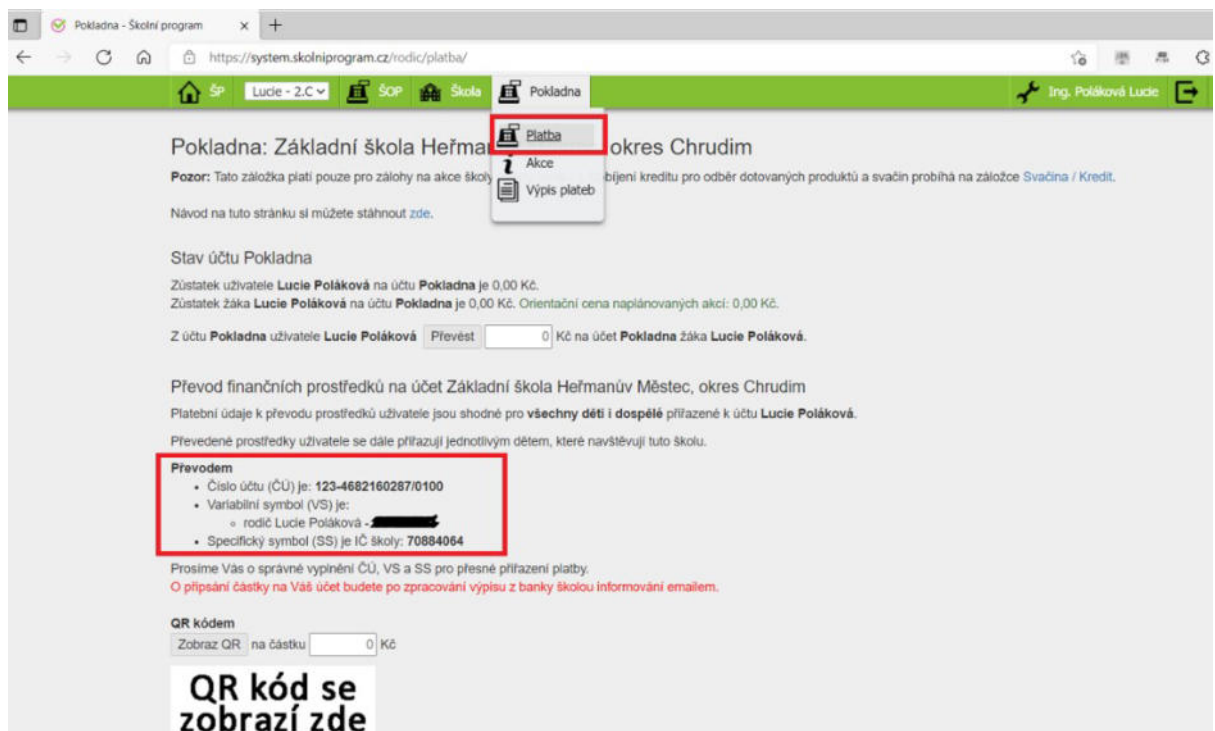 Pokladna - Školní program
https://system.skolniprogram.cz/rodic/platba/
ŠP Lucie - 2.C ŠOP Škola Pokladna Ing. Poláková Lucie
Platba
Akce
Výpis plateb
Pokladna: Základní škola Heřma okres Chrudim
Pozor: Tato záložka platí pouze pro zálohy na akce školy bíjení kreditu pro odběr dotovaných produktů a svačin probíhá na záložce Svačina / Kredit.
Návod na tuto stránku si můžete stáhnout zde.
Stav účtu Pokladna
Zůstatek uživatele Lucie Poláková na účtu Pokladna je 0,00 Kč.
Zůstatek žáka Lucie Poláková na účtu Pokladna je 0,00 Kč. Orientační cena naplánovaných akcí: 0,00 Kč.
Z účtu Pokladna uživatele Lucie Poláková Převést 0 Kč na účet Pokladna žáka Lucie Poláková.
Převod finančních prostředků na účet Základní škola Heřmanův Městec, okres Chrudim
Platební údaje k převodu prostředků uživatele jsou shodné pro všechny děti i dospělé přiřazené k účtu Lucie Poláková.
Převedené prostředky uživatele se dále přiřazují jednotlivým dětem, které navštěvují tuto školu.
Převodem
• Číslo účtu (ČÚ) je: 123-4682160287/0100
• Variabilní symbol (VS) je:
◦ rodič Lucie Poláková -
• Specifický symbol (SS) je IČ školy: 70884064
Prosíme Vás o správné vyplnění ČÚ, VS a SS pro přesné přiřazení platby.
O připsání částky na Váš účet budete po zpracování výpisu z banky školou informování emailem.
QR kódem
Zobraz QR na částku 0 Kč
QR kód se
zobrazí zde